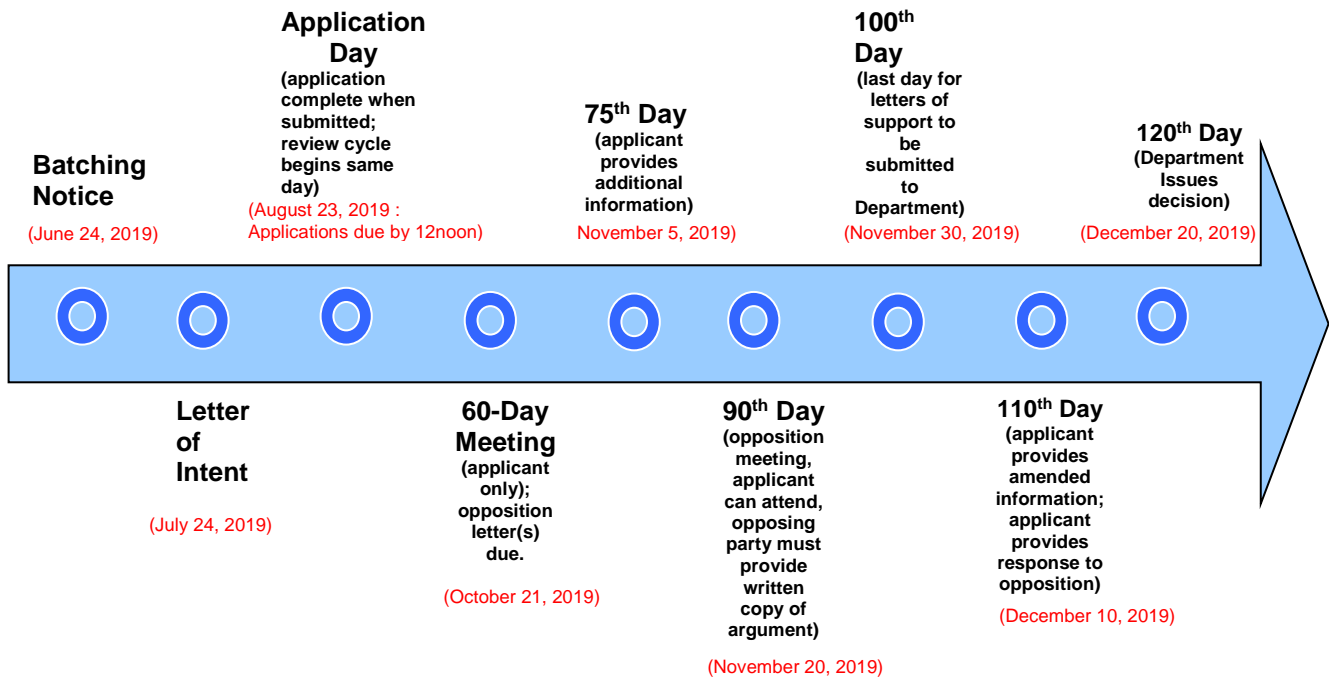 Batching
Notice
(June 24, 2019)
Letter
of
Intent
(July 24, 2019)
Application
Day
(application
complete when
submitted;
review cycle
begins same
day)
(August 23, 2019 :
Applications due by 12noon)
60-Day
Meeting
(applicant
only);
opposition
letter(s)
due.
(October 21, 2019)
75th Day
(applicant
provides
additional
information)
November 5, 2019)
90th Day
(opposition
meeting,
applicant
can attend,
opposing
party must
provide
written
copy of
argument)
(November 20, 2019)
100th
Day
(last day for
letters of
support to
be
submitted
to
Department)
(November 30, 2019)
110th Day
(applicant
provides
amended
information;
applicant
provides
response to
opposition)
(December 10, 2019)
120th Day
(Department
Issues
decision)
(December 20, 2019)